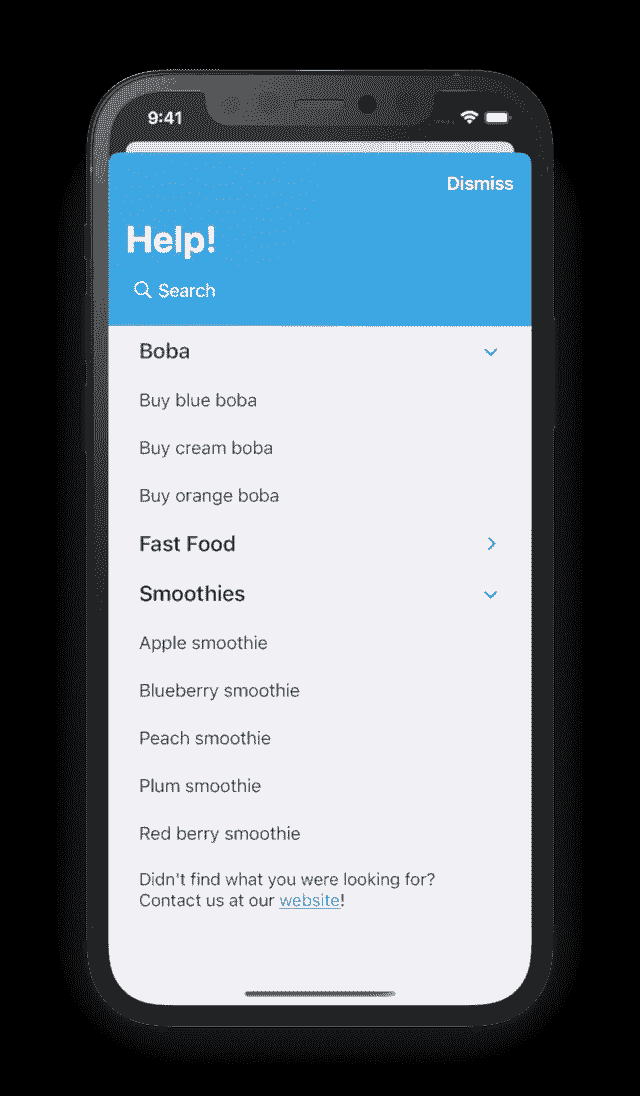 9:41
Dismiss
Help!
Search
Boba
Buy blue boba
Buy cream boba
Buy orange boba
Fast Food
Smoothies
Apple smoothie
Blueberry smoothie
Peach smoothie
Plum smoothie
Red berry smoothie
Didn't find what you were looking for?
Contact us at our website!